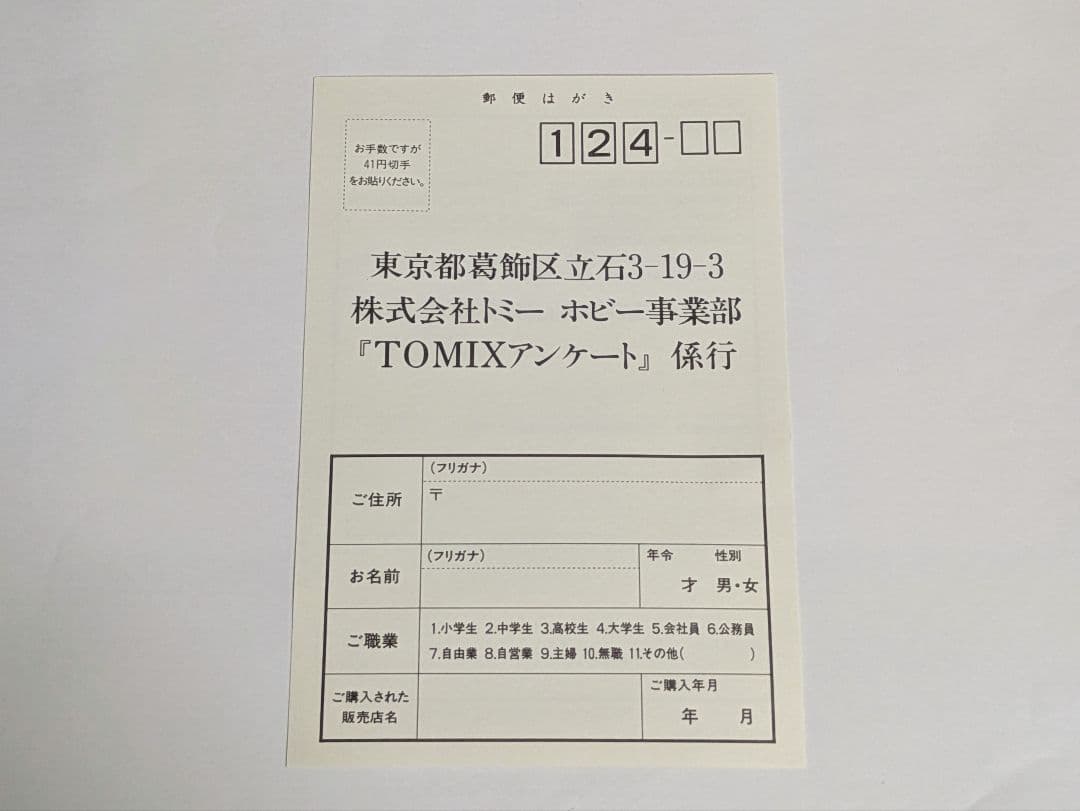 郵便はがき
お手数ですが
41円切手
をお貼りください。
124-□□
東京都葛飾区立石3-19-3
株式会社トミー ホビー事業部
『TOMIXアンケート』 係行
ご住所
(フリガナ)
〒
お名前
(フリガナ)
年令 性別
才 男・女
ご職業
1.小学生 2.中学生 3.高校生 4.大学生 5.会社員 6.公務員
7.自由業 8.自営業 9.主婦 10.無職 11.その他( )
ご購入された
販売店名
ご購入年月
年 月